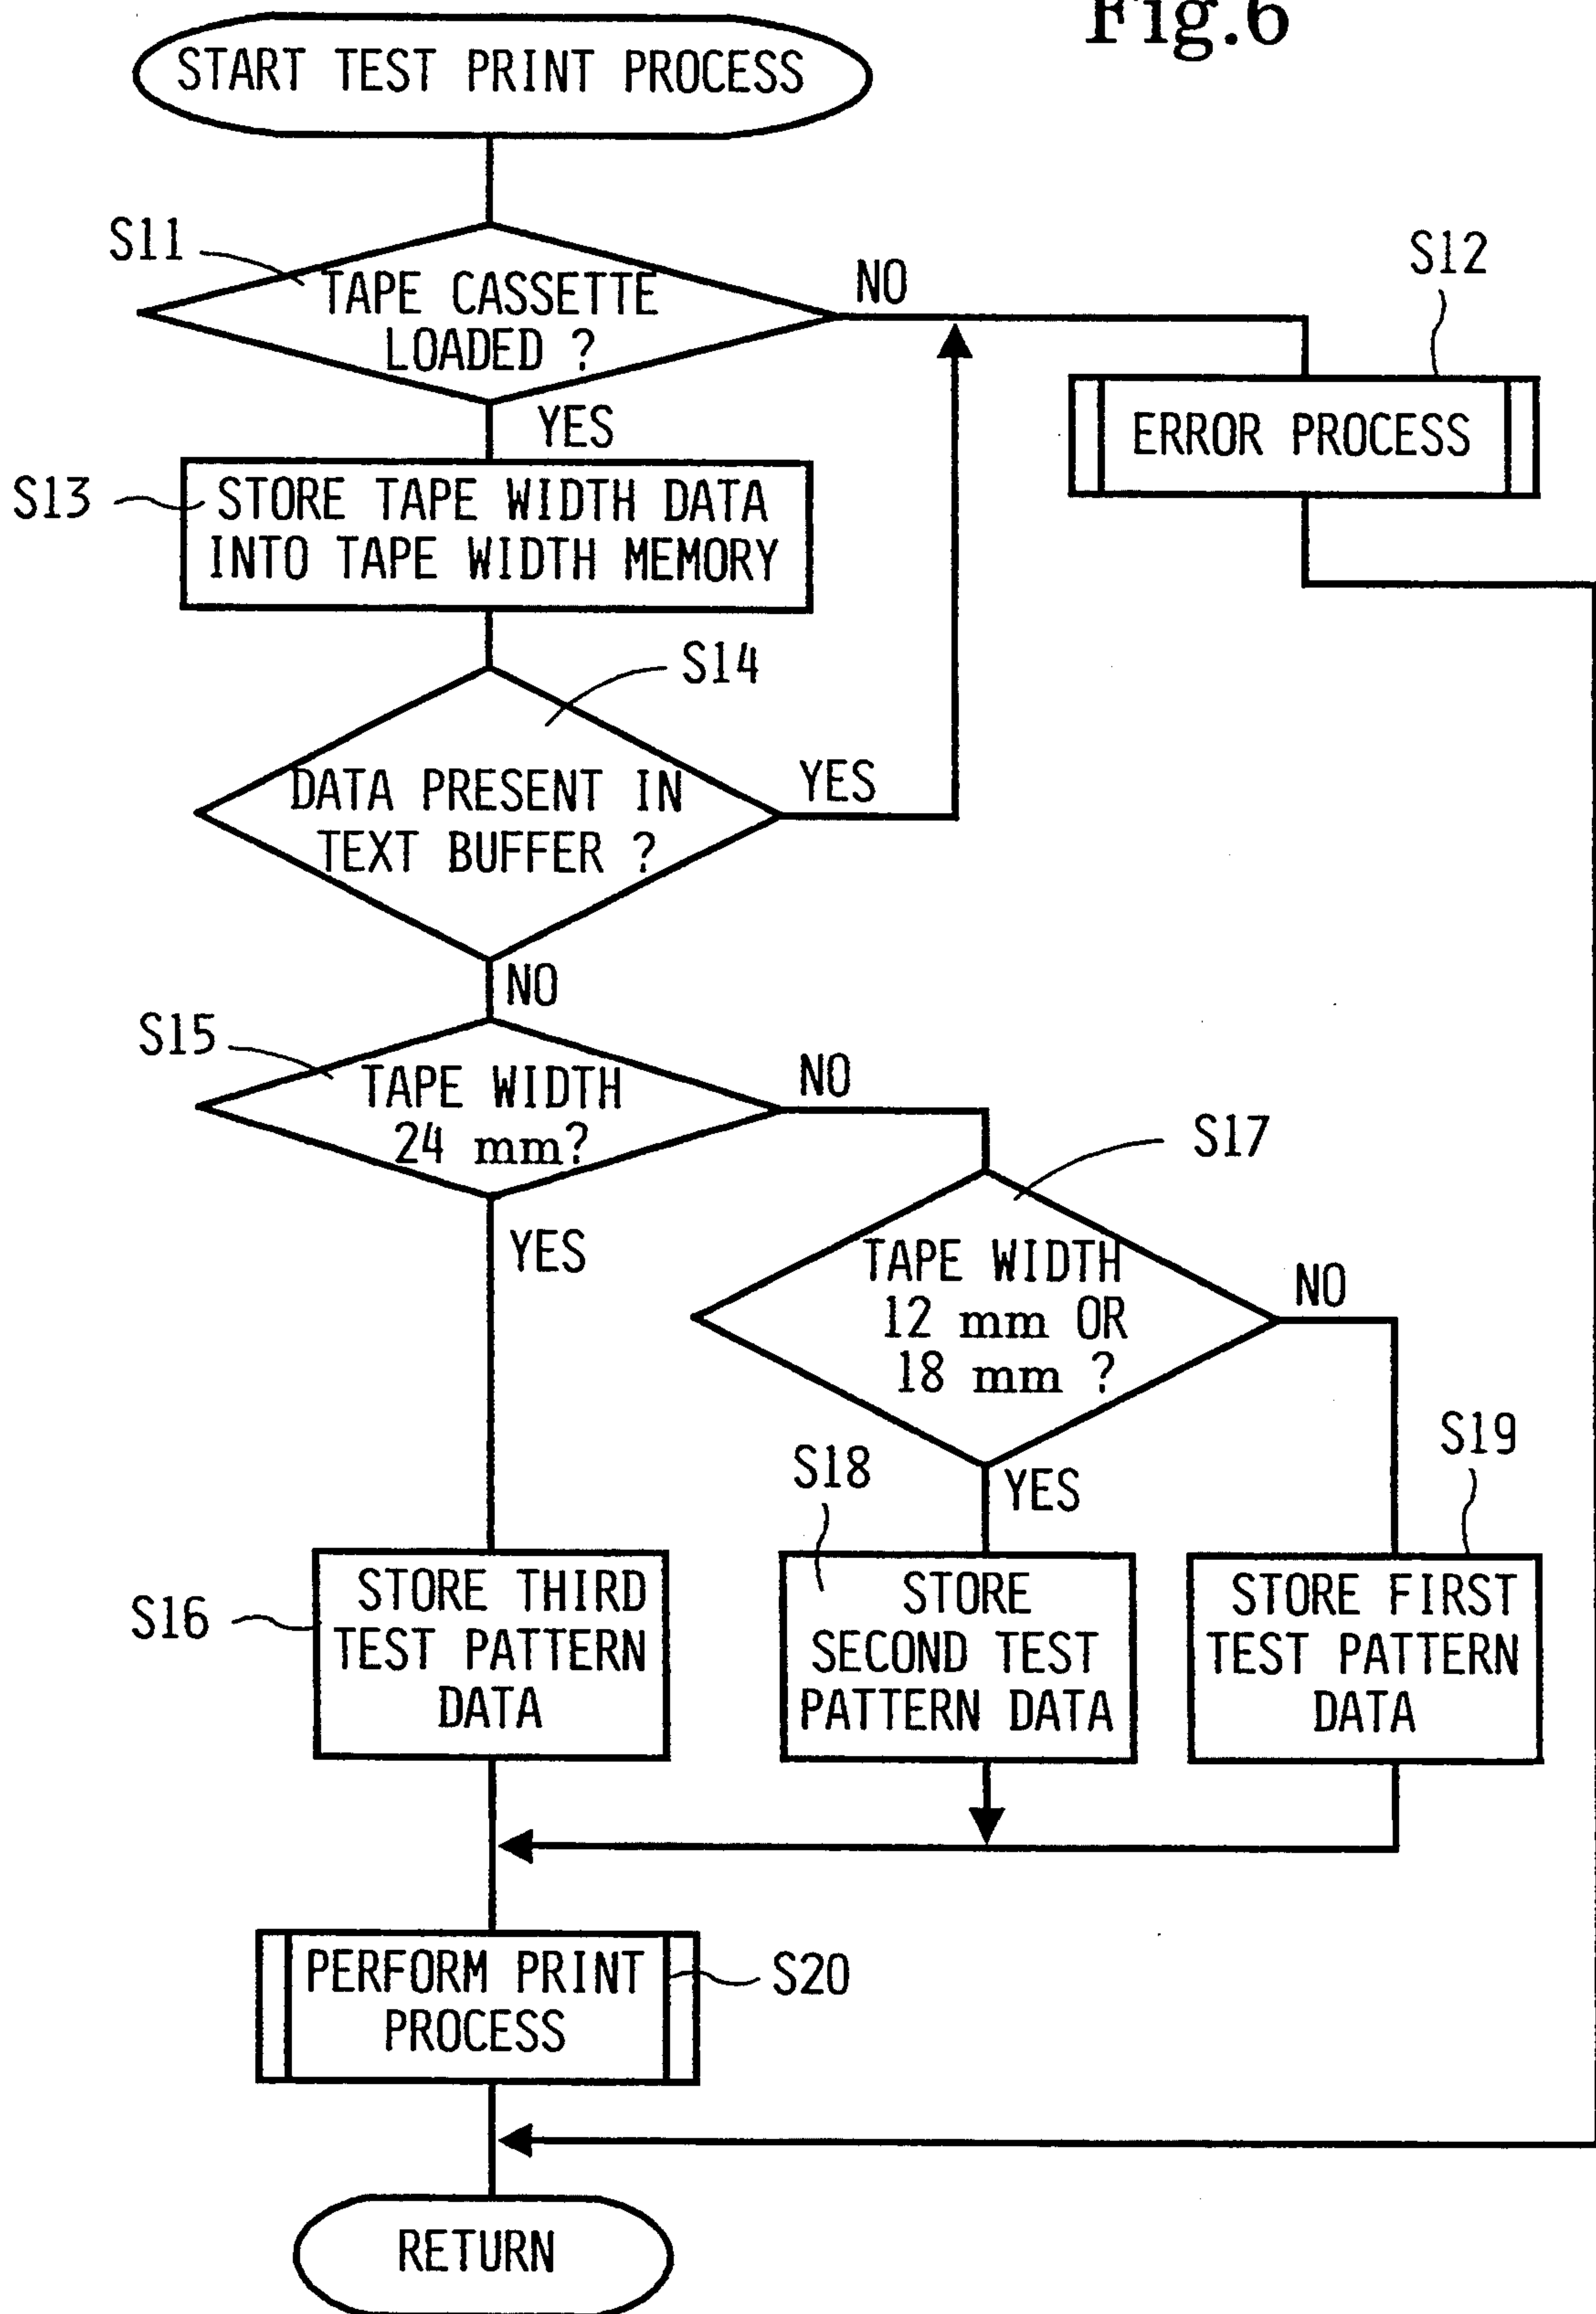 Fig.6
START TEST PRINT PROCESS
S11
TAPE CASSETTE
LOADED ?
NO
S12
ERROR PROCESS
YES
S13
STORE TAPE WIDTH DATA
INTO TAPE WIDTH MEMORY
S14
DATA PRESENT IN
TEXT BUFFER ?
YES
NO
S15
TAPE WIDTH
24 mm?
NO
S17
YES
TAPE WIDTH
12 mm OR
18 mm ?
NO
S19
S18
YES
S16
STORE THIRD
TEST PATTERN
DATA
STORE
SECOND TEST
PATTERN DATA
STORE FIRST
TEST PATTERN
DATA
PERFORM PRINT
PROCESS
S20
RETURN